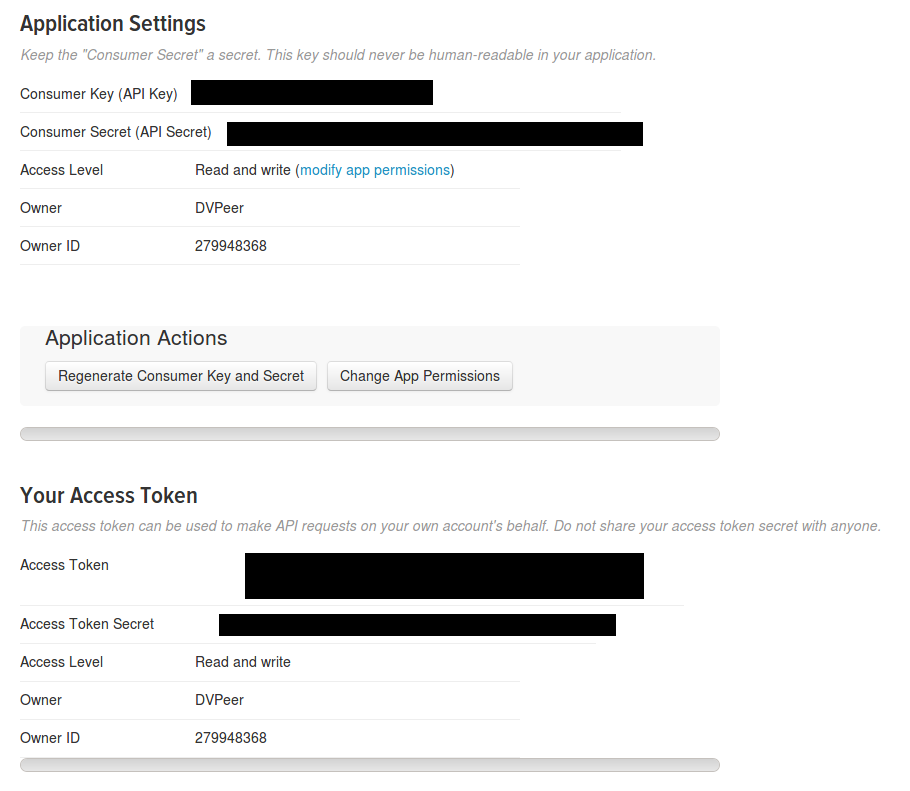 Application Settings
Keep the "Consumer Secret" a secret. This key should never be human-readable in your application.
Consumer Key (API Key)
Consumer Secret (API Secret)
Access Level Read and write (modify app permissions)
Owner DVPeer
Owner ID 279948368
Application Actions
Regenerate Consumer Key and Secret Change App Permissions
Your Access Token
This access token can be used to make API requests on your own account's behalf. Do not share your access token secret with anyone.
Access Token
Access Token Secret
Access Level Read and write
Owner DVPeer
Owner ID 279948368